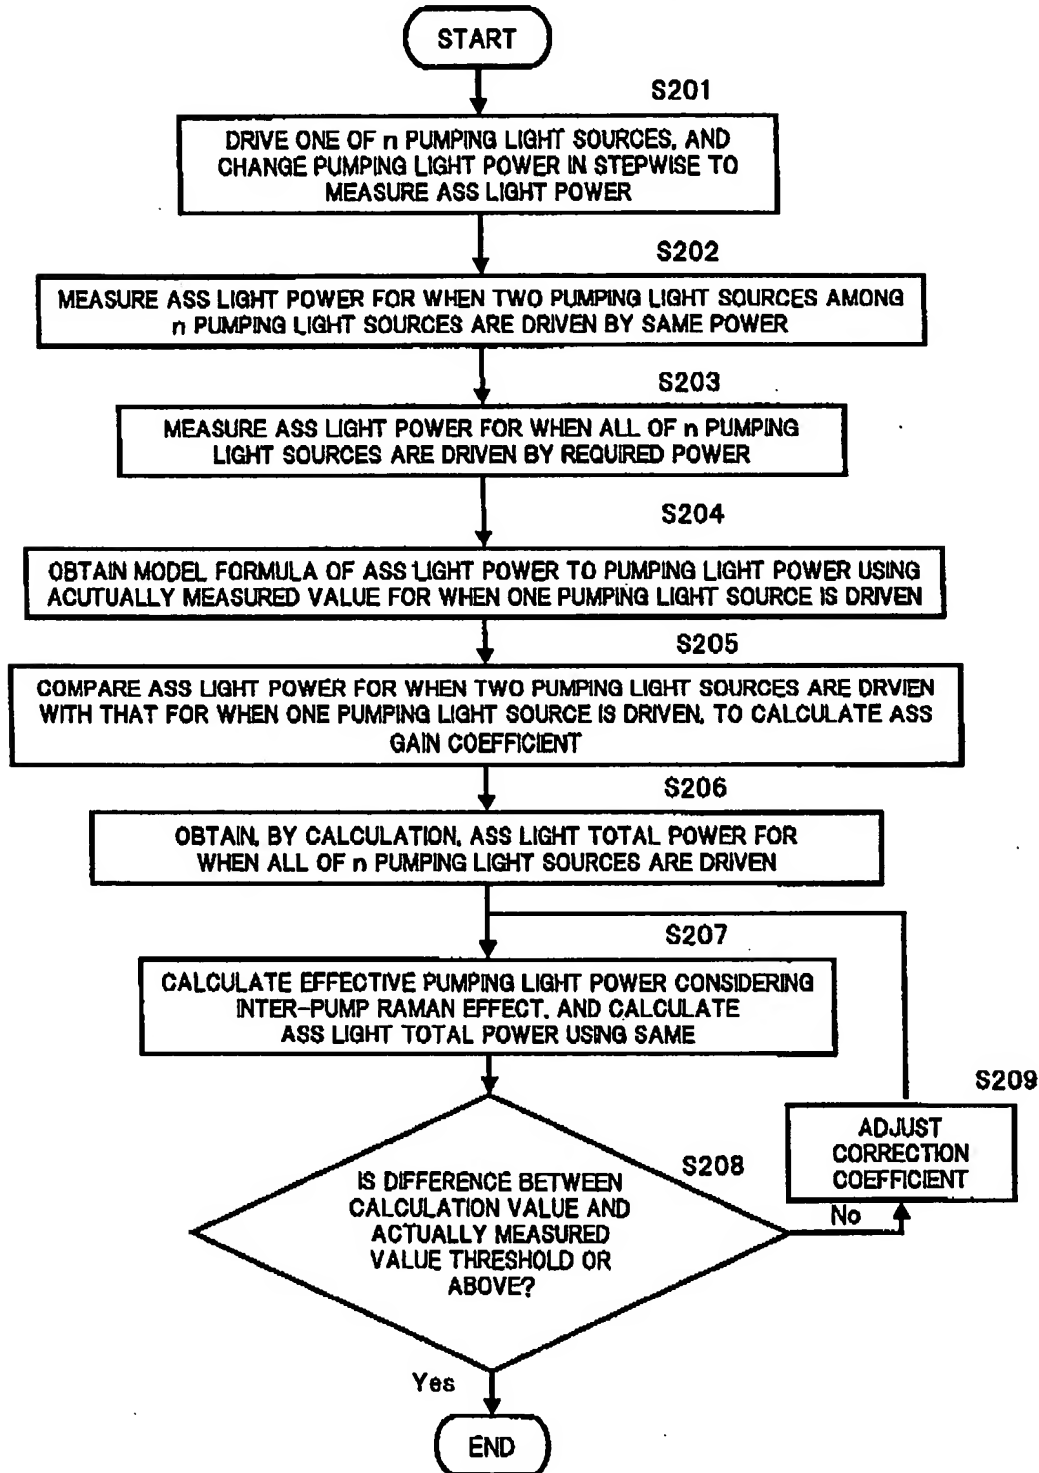 START
S201
DRIVE ONE OF n PUMPING LIGHT SOURCES, AND
CHANGE PUMPING LIGHT POWER IN STEPWISE TO
MEASURE ASS LIGHT POWER
S202
MEASURE ASS LIGHT POWER FOR WHEN TWO PUMPING LIGHT SOURCES AMONG
n PUMPING LIGHT SOURCES ARE DRIVEN BY SAME POWER
S203
MEASURE ASS LIGHT POWER FOR WHEN ALL OF n PUMPING
LIGHT SOURCES ARE DRIVEN BY REQUIRED POWER
S204
OBTAIN MODEL FORMULA OF ASS LIGHT POWER TO PUMPING LIGHT POWER USING
ACUTUALLY MEASURED VALUE FOR WHEN ONE PUMPING LIGHT SOURCE IS DRIVEN
S205
COMPARE ASS LIGHT POWER FOR WHEN TWO PUMPING LIGHT SOURCES ARE DRVIEN
WITH THAT FOR WHEN ONE PUMPING LIGHT SOURCE IS DRIVEN, TO CALCULATE ASS
GAIN COEFFICIENT
S206
OBTAIN, BY CALCULATION, ASS LIGHT TOTAL POWER FOR
WHEN ALL OF n PUMPING LIGHT SOURCES ARE DRIVEN
S207
CALCULATE EFFECTIVE PUMPING LIGHT POWER CONSIDERING
INTER-PUMP RAMAN EFFECT, AND CALCULATE
ASS LIGHT TOTAL POWER USING SAME
S208
IS DIFFERENCE BETWEEN
CALCULATION VALUE AND
ACTUALLY MEASURED
VALUE THRESHOLD OR
ABOVE?
S209
ADJUST
CORRECTION
COEFFICIENT
No
Yes
END